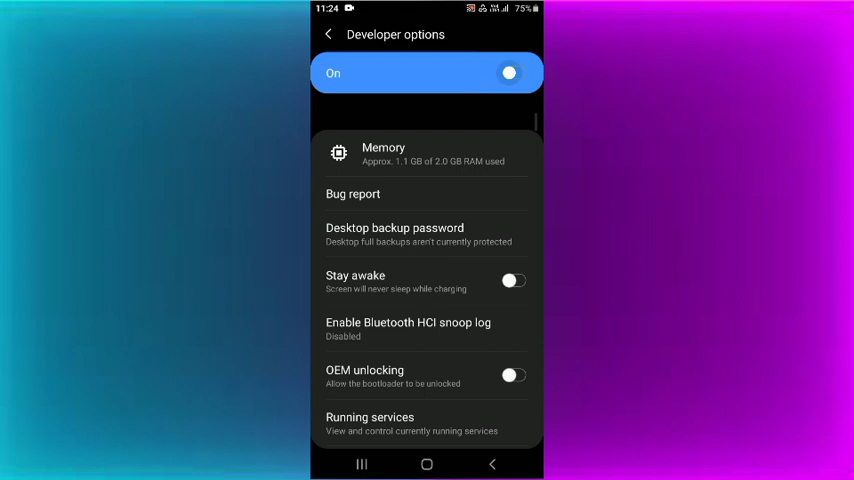 11:24
75%
Developer options
On
Memory
Approx. 1.1 GB of 2.0 GB RAM used
Bug report
Desktop backup password
Desktop full backups aren't currently protected
Stay awake
Screen will never sleep while charging
Enable Bluetooth HCI snoop log
Disabled
OEM unlocking
Allow the bootloader to be unlocked
Running services
View and control currently running services